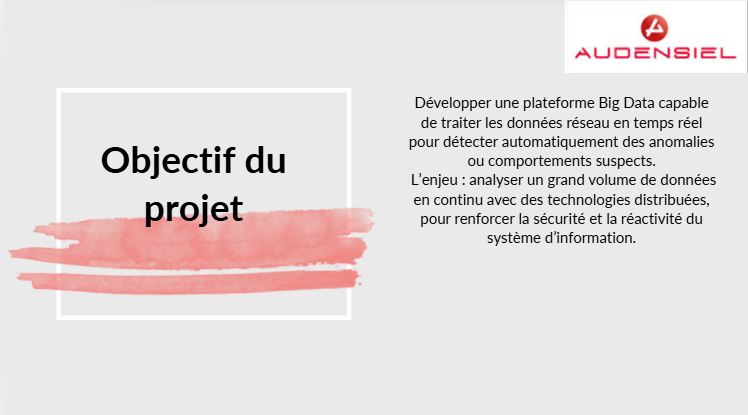 AUDENSIEL
Objectif du
projet
Développer une plateforme Big Data capable
de traiter les données réseau en temps réel
pour détecter automatiquement des anomalies
ou comportements suspects.
L’enjeu : analyser un grand volume de données
en continu avec des technologies distribuées,
pour renforcer la sécurité et la réactivité du
système d’information.